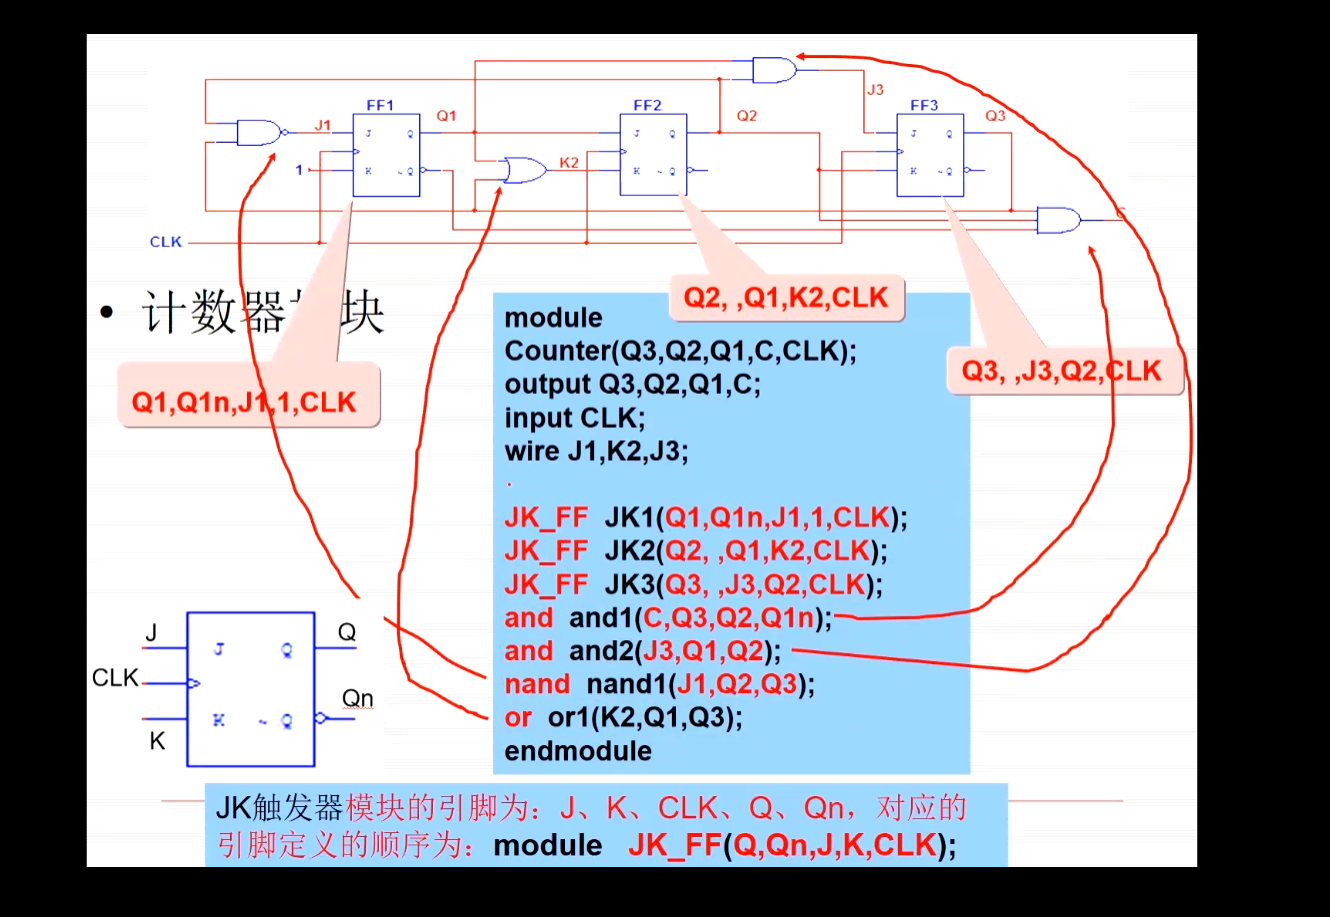 J3
FF1
Q1
FF2
Q2
FF3
Q3
J1
J Q
J Q
J Q
1
K ~Q
K2
K ~Q
K ~Q
C
CLK
Q2, ,Q1,K2,CLK
• 计数器 块
module
Counter(Q3,Q2,Q1,C,CLK);
Q3, ,J3,Q2,CLK
output Q3,Q2,Q1,C;
Q1,Q1n,J1,1,CLK
input CLK;
wire J1,K2,J3;
JK_FF JK1(Q1,Q1n,J1,1,CLK);
JK_FF JK2(Q2, ,Q1,K2,CLK);
JK_FF JK3(Q3, ,J3,Q2,CLK);
and and1(C,Q3,Q2,Q1n);
and and2(J3,Q1,Q2);
nand nand1(J1,Q2,Q3);
or or1(K2,Q1,Q3);
endmodule
J J Q Q
CLK
K K ~Q Qn
JK触发器模块的引脚为：J、K、CLK、Q、Qn，对应的
引脚定义的顺序为：module JK_FF(Q,Qn,J,K,CLK);